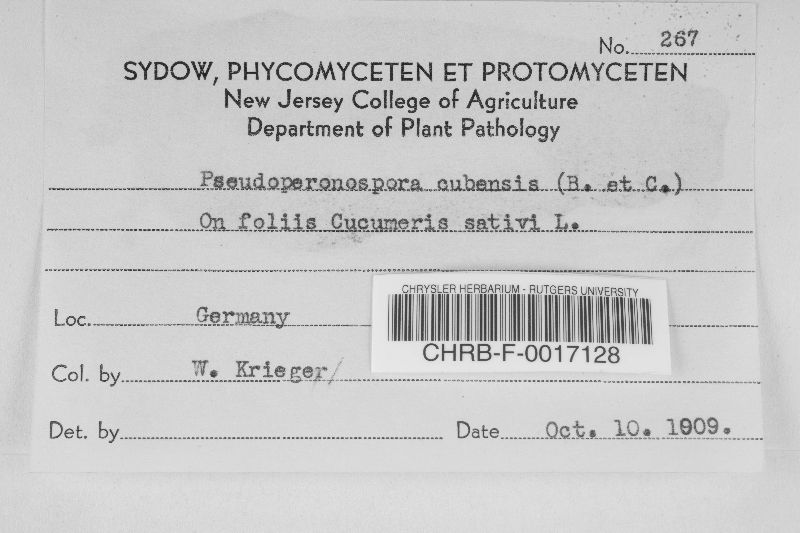 No. 267
SYDOW, PHYCOMYCETEN ET PROTOMYCETEN
New Jersey College of Agriculture
Department of Plant Pathology
Pseudoperonospora cubensis (B. et C.)
On foliis Cucumeris sativi L.
CHRYSLER HERBARIUM - RUTGERS UNIVERSITY
CHRB-F-0017128
Loc. Germany
Col. by W. Krieger/
Det. by
Date Oct. 10. 1909.